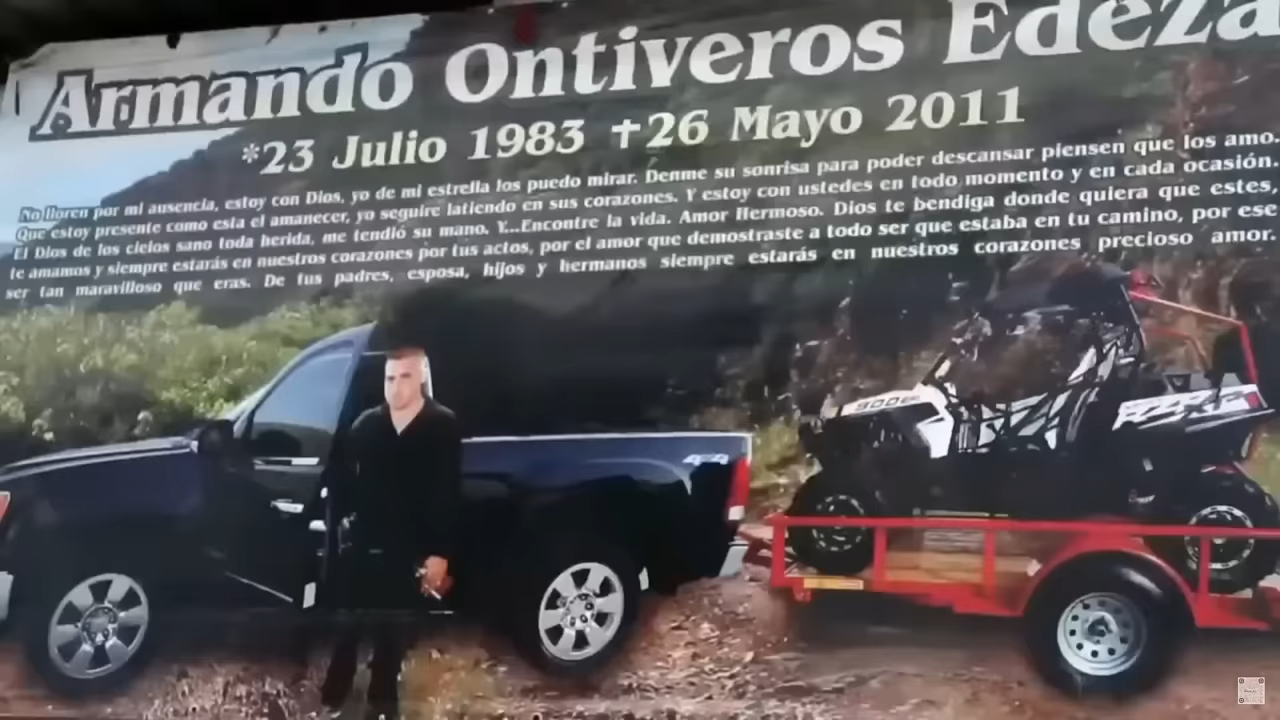 Armando Ontiveros Edeza
*23 Julio 1983 ✝26 Mayo 2011
No lloren por mi ausencia, estoy con Dios, yo de mi estrella los puedo mirar. Denme su sonrisa para poder descansar piensen que los amo.
Que estoy presente como esta el amanecer, yo seguire latiendo en sus corazones. Y estoy con ustedes en todo momento y en cada ocasión.
El Dios de los cielos sano toda herida, me tendió su mano. Y...Encontre la vida. Amor Hermoso. Dios te bendiga donde quiera que estes,
te amamos y siempre estarás en nuestros corazones por tus actos, por el amor que demostraste a todo ser que estaba en tu camino, por ese
ser tan maravilloso que eras. De tus padres, esposa, hijos y hermanos siempre estarás en nuestros corazones precioso amor.
4x4
900
RZR XP